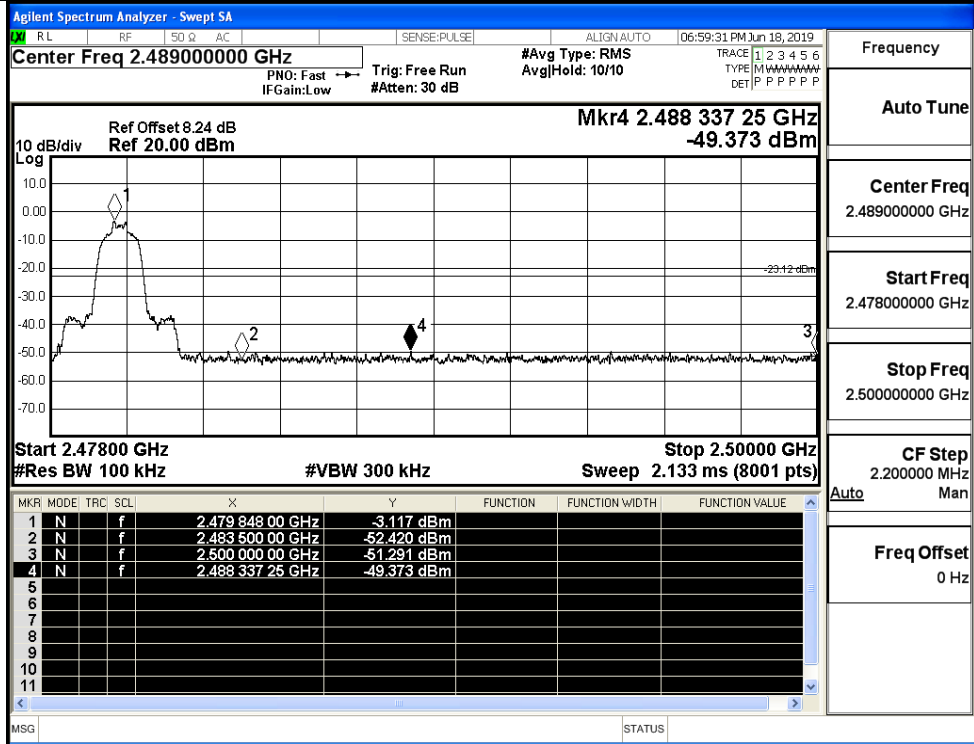 Agilent Spectrum Analyzer - Swept SA
LXI RL RF 50 Ω AC SENSE:PULSE ALIGNAUTO 06:59:31 PM Jun 18, 2019
Center Freq 2.489000000 GHz
PNO: Fast
IFGain:Low
Trig: Free Run
#Atten: 30 dB
#Avg Type: RMS
Avg|Hold: 10/10
TRACE 1 2 3 4 5 6
TYPE M WWWWW
DET P P P P P P
Ref Offset 8.24 dB
10 dB/div Ref 20.00 dBm
Log
Mkr4 2.488 337 25 GHz
-49.373 dBm
10.0
0.00
-10.0
-20.0
-30.0
-40.0
-50.0
-60.0
-70.0
1
2
4
3
-23.12 dBm
Start 2.47800 GHz Stop 2.50000 GHz
#Res BW 100 kHz #VBW 300 kHz Sweep 2.133 ms (8001 pts)
MKR MODE TRC SCL X Y FUNCTION FUNCTION WIDTH FUNCTION VALUE
1 N f 2.479 848 00 GHz -3.117 dBm
2 N f 2.483 500 00 GHz -52.420 dBm
3 N f 2.500 000 00 GHz -51.291 dBm
4 N f 2.488 337 25 GHz -49.373 dBm
5
6
7
8
9
10
11
MSG STATUS
Frequency
Auto Tune
Center Freq
2.489000000 GHz
Start Freq
2.478000000 GHz
Stop Freq
2.500000000 GHz
CF Step
2.200000 MHz
Auto Man
Freq Offset
0 Hz